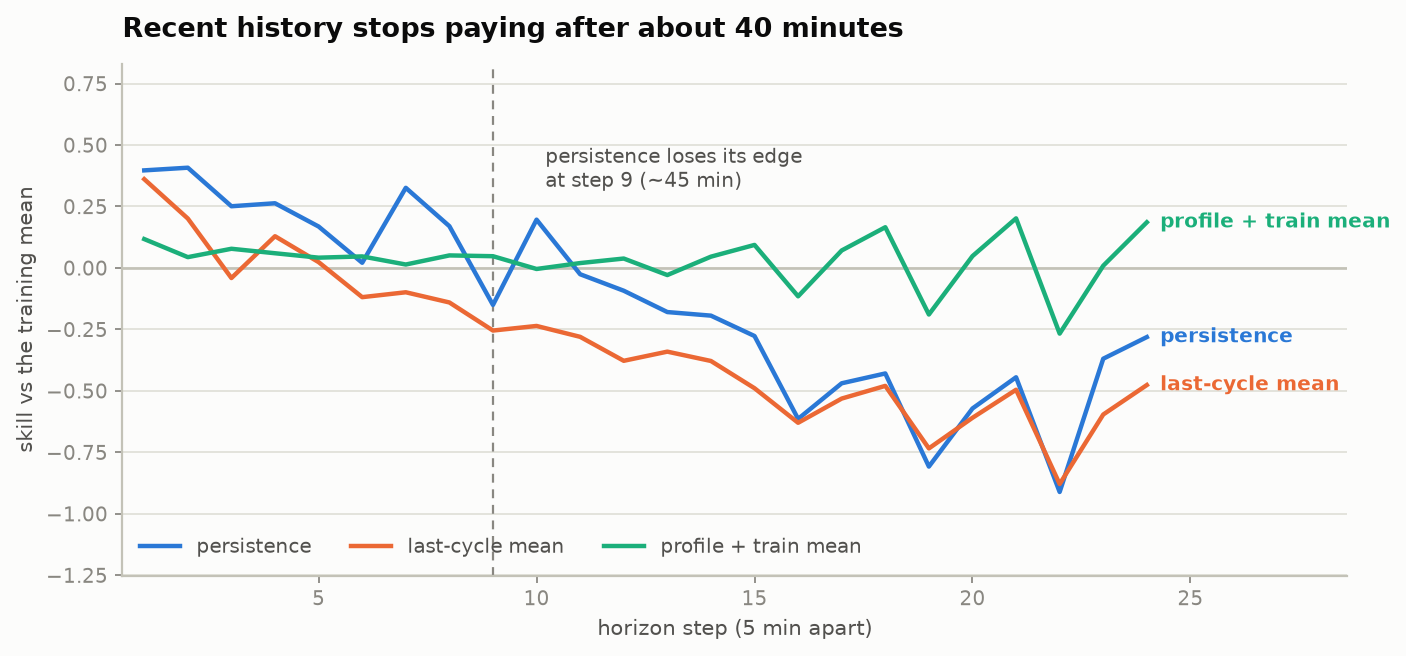 Recent history stops paying after about 40 minutes
skill vs the training mean
0.75
0.50
0.25
0.00
−0.25
−0.50
−0.75
−1.00
−1.25
persistence loses its edge
at step 9 (~45 min)
profile + train mean
persistence
last-cycle mean
persistence
last-cycle mean
profile + train mean
5
10
15
20
25
horizon step (5 min apart)